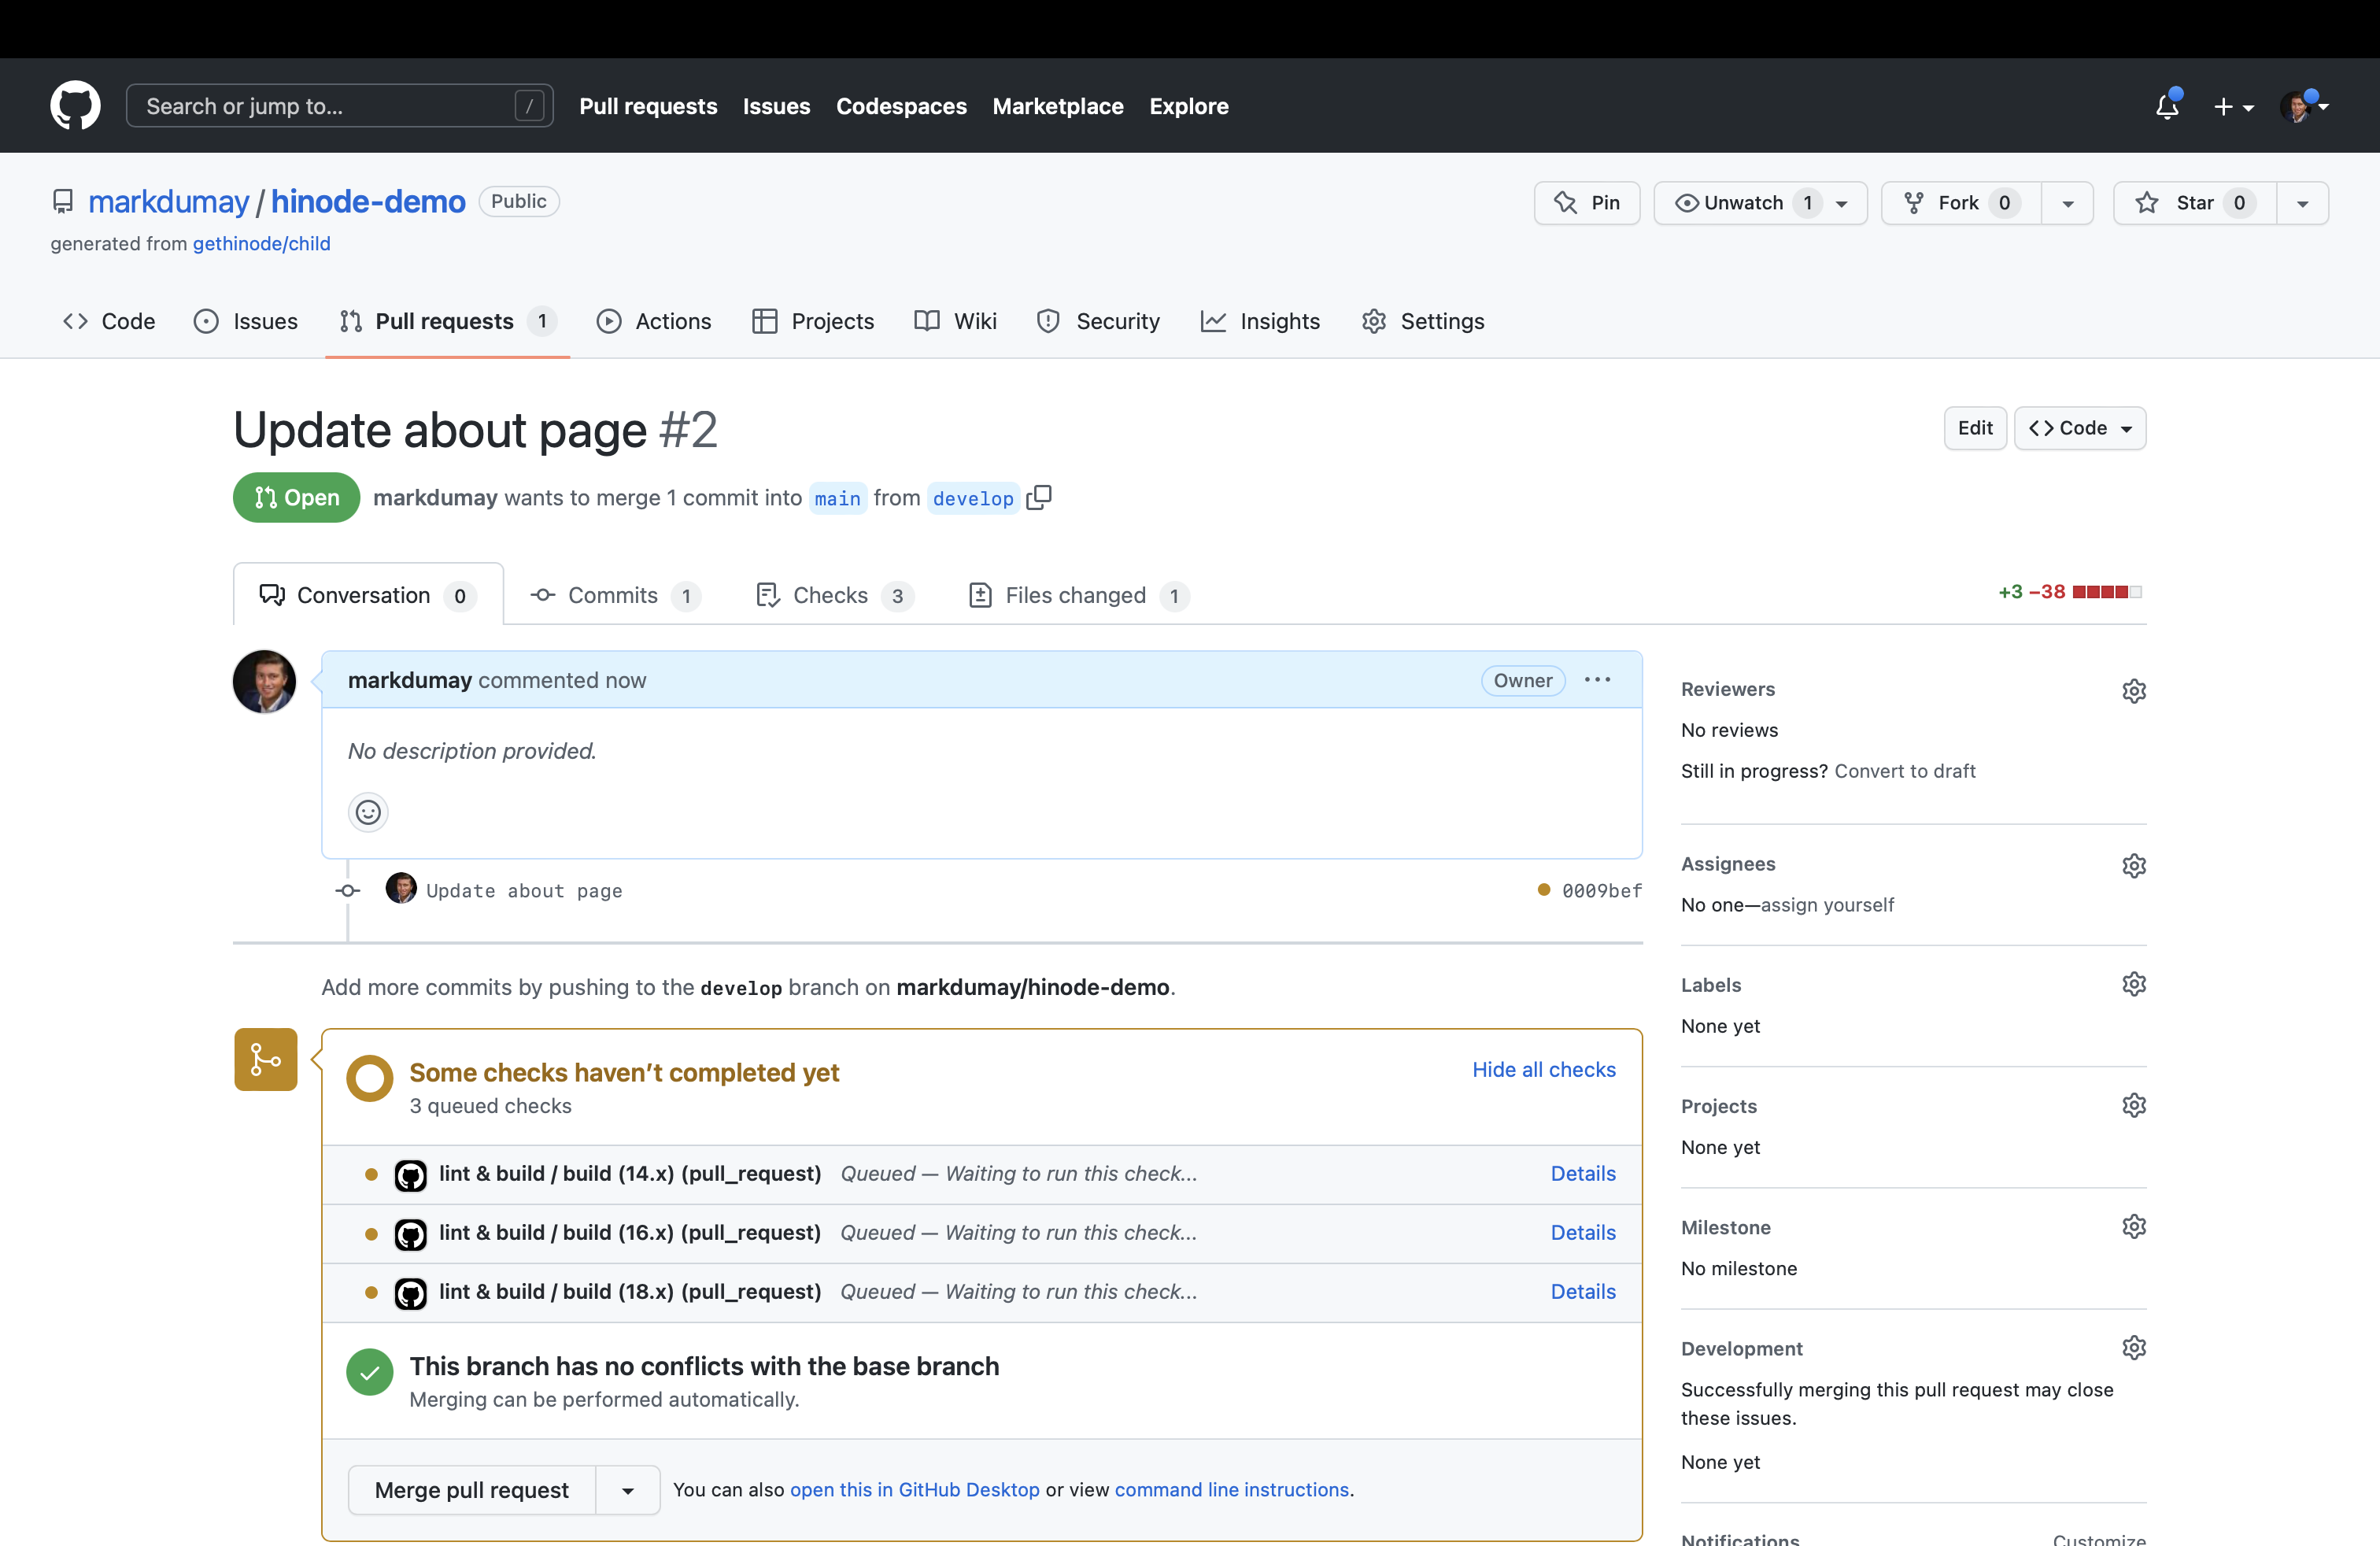 Search or jump to... /
Pull requests Issues Codespaces Marketplace Explore
markdumay / hinode-demo Public
generated from gethinode/child
Pin
Unwatch 1
Fork 0
Star 0
Code
Issues
Pull requests 1
Actions
Projects
Wiki
Security
Insights
Settings
Update about page #2
Edit
<> Code
Open
markdumay wants to merge 1 commit into main from develop
Conversation 0
Commits 1
Checks 3
Files changed 1
+3 −38
markdumay commented now
Owner
No description provided.
Update about page
0009bef
Add more commits by pushing to the develop branch on markdumay/hinode-demo.
Some checks haven’t completed yet
3 queued checks
Hide all checks
lint & build / build (14.x) (pull_request) Queued — Waiting to run this check... Details
lint & build / build (16.x) (pull_request) Queued — Waiting to run this check... Details
lint & build / build (18.x) (pull_request) Queued — Waiting to run this check... Details
This branch has no conflicts with the base branch
Merging can be performed automatically.
Merge pull request
You can also open this in GitHub Desktop or view command line instructions.
Reviewers
No reviews
Still in progress? Convert to draft
Assignees
No one—assign yourself
Labels
None yet
Projects
None yet
Milestone
No milestone
Development
Successfully merging this pull request may close
these issues.
None yet
Notifications Customize